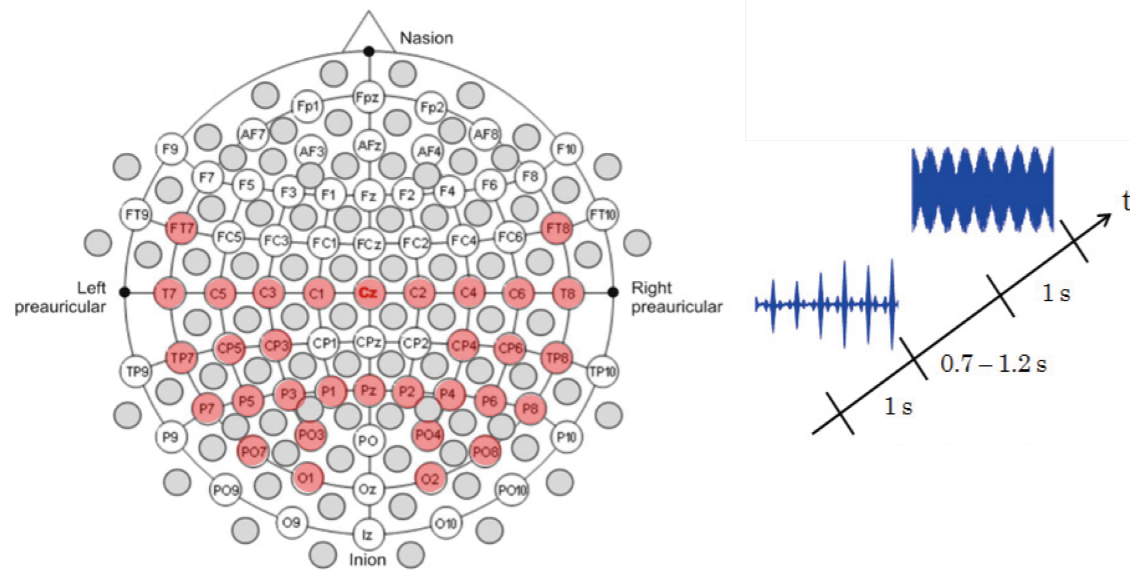 Nasion
Fp1 Fpz Fp2
AF7 AF3 AFz AF4 AF8
F9 F7 F5 F3 F1 Fz F2 F4 F6 F8 F10
FT9 FT7 FC5 FC3 FC1 FCz FC2 FC4 FC6 FT8 FT10
Left
preauricular
T7 C5 C3 C1 Cz C2 C4 C6 T8
Right
preauricular
TP9 TP7 CP5 CP3 CP1 CPz CP2 CP4 CP6 TP8 TP10
P9 P7 P5 P3 P1 Pz P2 P4 P6 P8 P10
PO9 PO7 PO3 PO PO4 PO8 PO10
O9 O1 Oz O2 O10
Iz
Inion
t
1 s
0.7 – 1.2 s
1 s